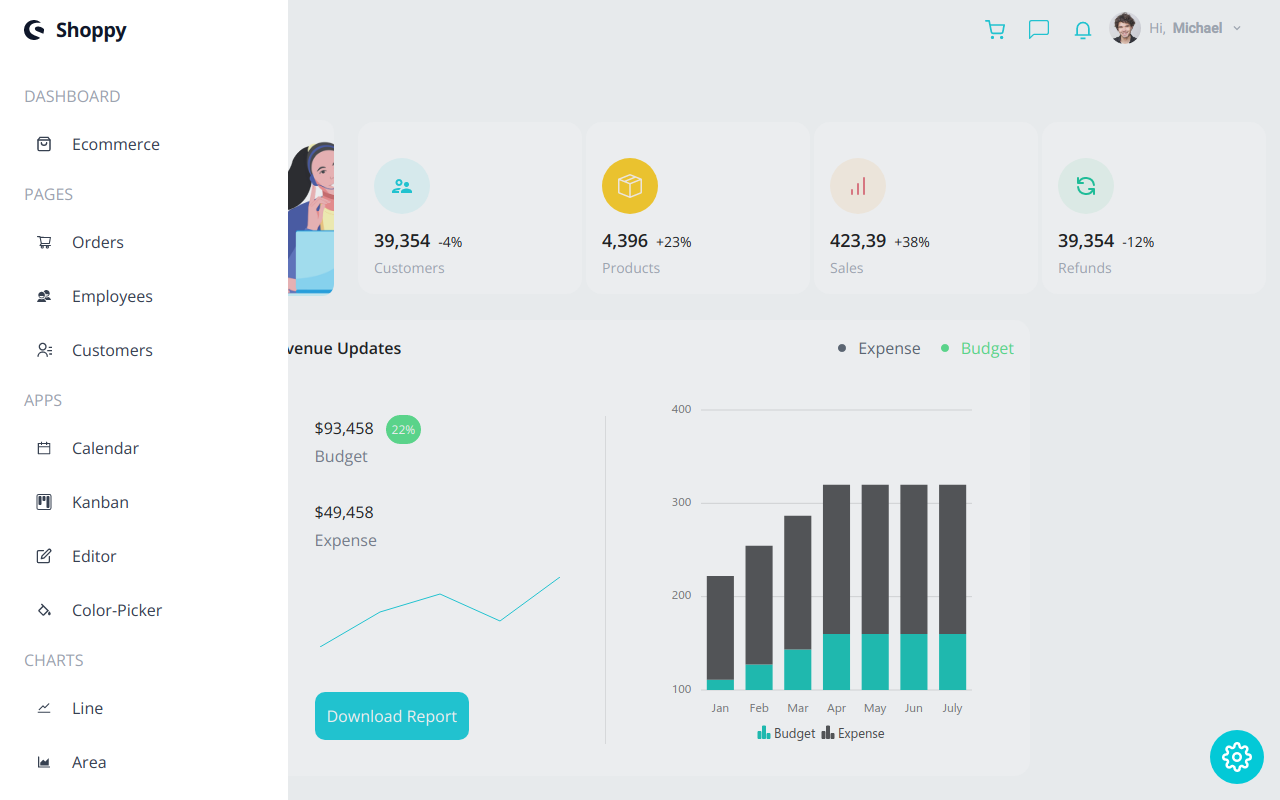 Shoppy
Hi, Michael
DASHBOARD
Ecommerce
PAGES
Orders
Employees
Customers
APPS
Calendar
Kanban
Editor
Color-Picker
CHARTS
Line
Area
39,354 -4%
Customers
4,396 +23%
Products
423,39 +38%
Sales
39,354 -12%
Refunds
venue Updates
Expense Budget
$93,458 22%
Budget
$49,458
Expense
Download Report
400
300
200
100
Jan Feb Mar Apr May Jun July
Budget Expense